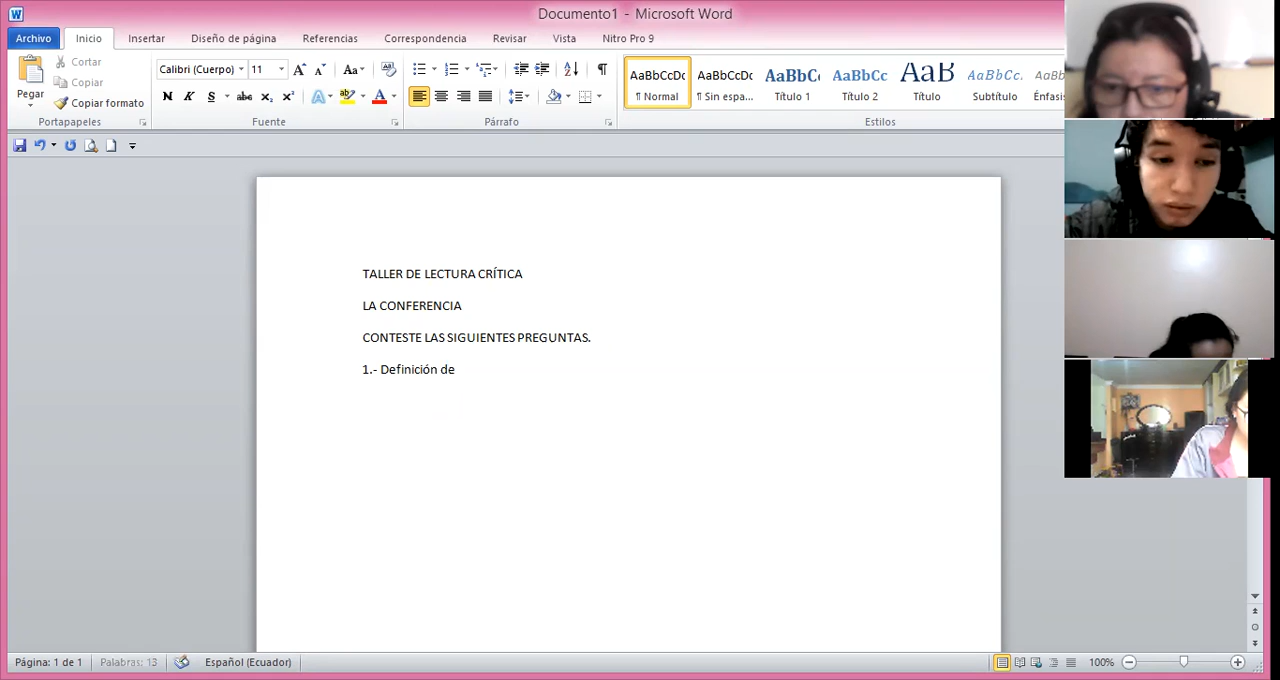 Documento1 - Microsoft Word
Archivo Inicio Insertar Diseño de página Referencias Correspondencia Revisar Vista Nitro Pro 9
Pegar
Cortar
Copiar
Copiar formato
Portapapeles
Calibri (Cuerpo) 11
Fuente
Párrafo
AaBbCcDc AaBbCcDc AaBbC AaBbCc AaB AaBbCc. AaBb
¶ Normal ¶ Sin espa... Título 1 Título 2 Título Subtítulo Énfasis
Estilos
TALLER DE LECTURA CRÍTICA
LA CONFERENCIA
CONTESTE LAS SIGUIENTES PREGUNTAS.
1.- Definición de
Página: 1 de 1 Palabras: 13 Español (Ecuador) 100%